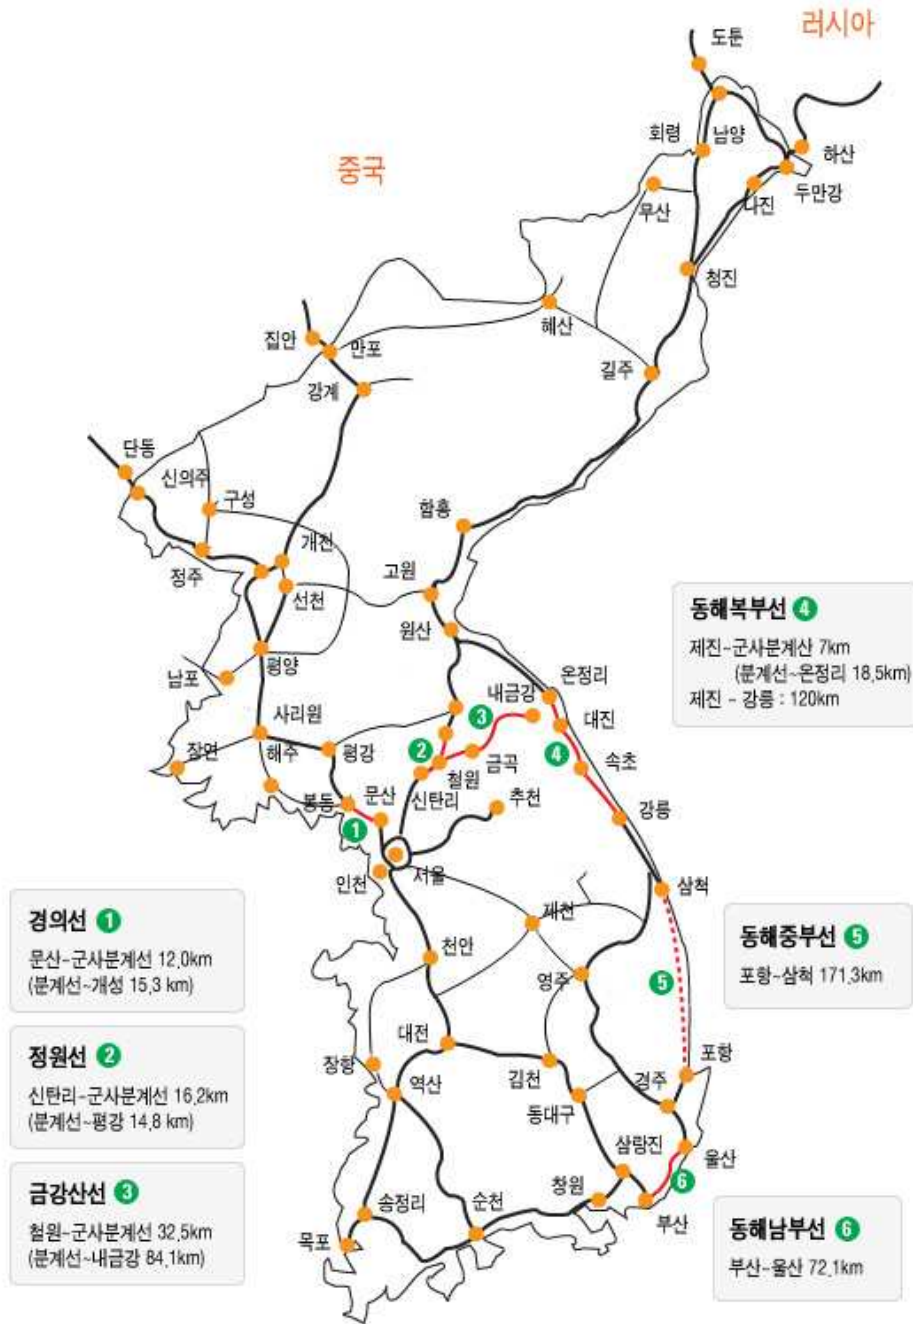 러시아
도툰
회령
남양
하산
중국
무산
나진
두만강
청진
혜산
집안
만포
강계
길주
단동
신의주
구성
함흥
개천
고원
정주
선천
원산
평양
남포
온정리
내금강
3
사리원
대진
장연
해주
평강
2
금곡
4
속초
철원
봉동
문산
신탄리
추천
강릉
1
서울
인천
삼척
제천
천안
영주
5
대전
장항
김천
포항
역산
경주
동대구
삼랑진
울산
송정리
순천
창원
6
부산
목포
동해복부선 4
제진~군사분계산 7km
(분계선~온정리 18,5km)
제진 - 강릉 : 120km
경의선 1
문산~군사분계선 12,0km
(분계선~개성 15,3 km)
동해중부선 5
포항~삼척 171,3km
정원선 2
신탄리~군사분계선 16,2km
(분계선~평강 14,8 km)
금강산선 3
철원~군사분계선 32,5km
(분계선~내금강 84,1km)
동해남부선 6
부산~울산 72,1km